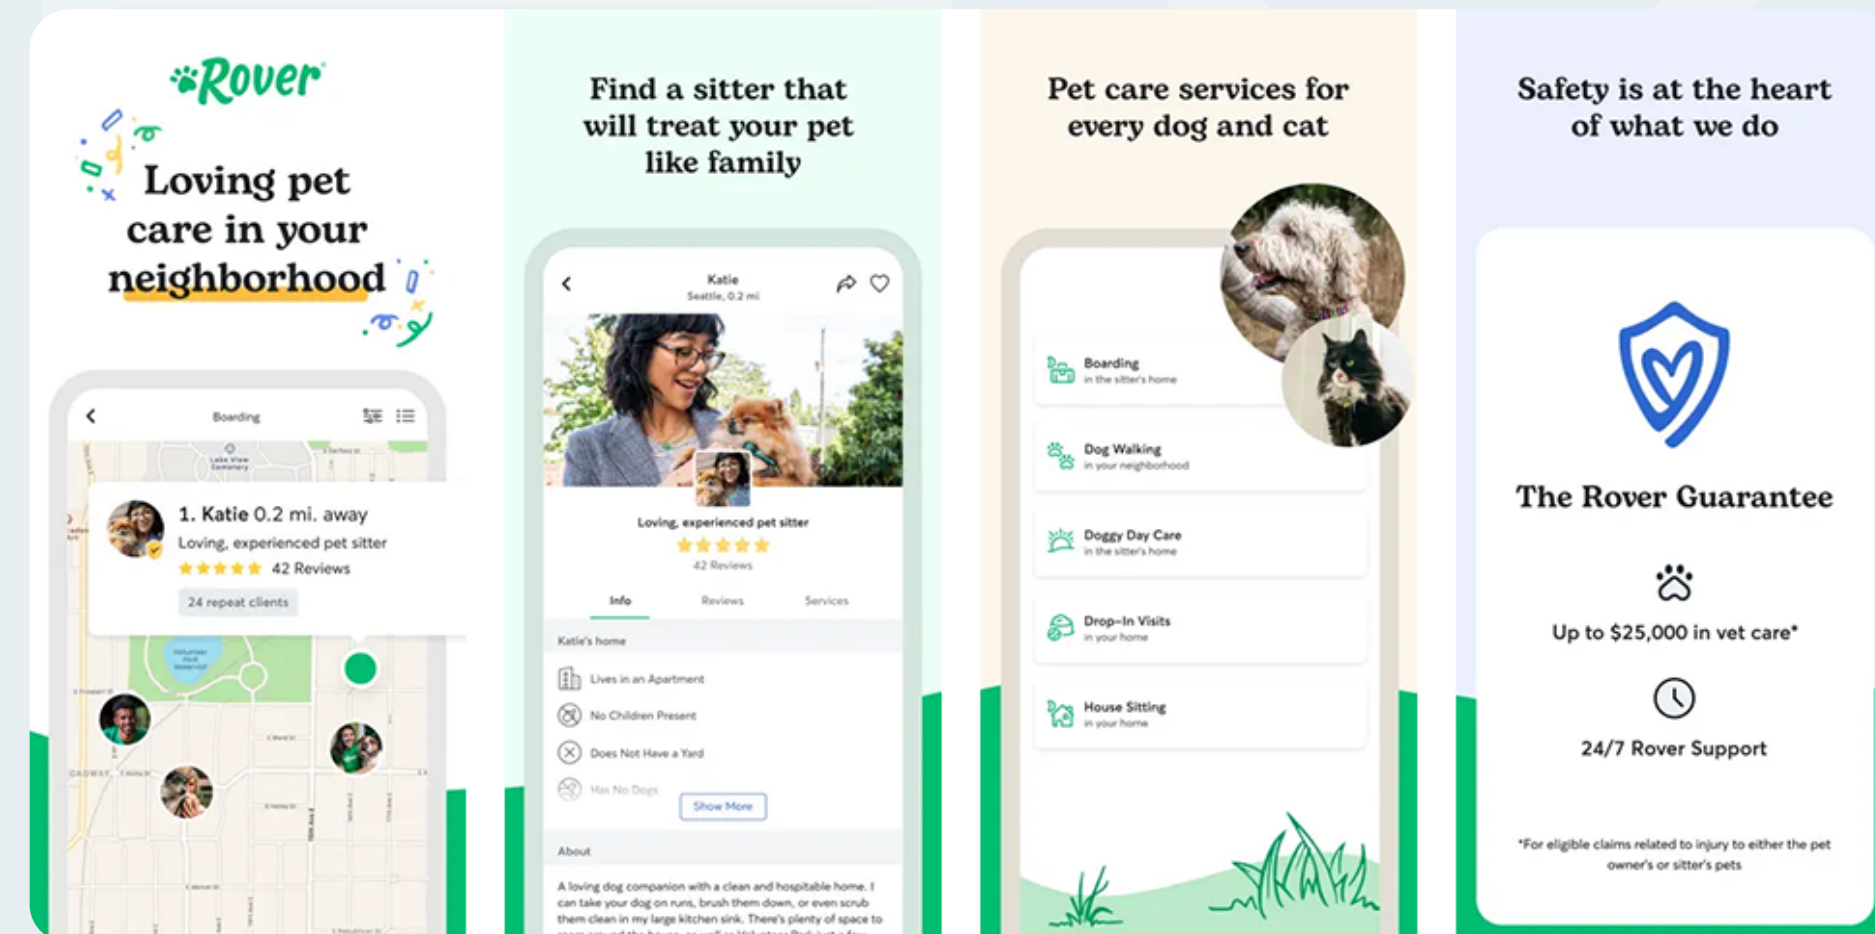 Rover
Loving pet
care in your
neighborhood
Boarding
Lake View
Cemetery
1. Katie 0.2 mi. away
Loving, experienced pet sitter
42 Reviews
24 repeat clients
Volunteer
Park
Reservoir
Find a sitter that
will treat your pet
like family
Katie
Seattle, 0.2 mi
Loving, experienced pet sitter
42 Reviews
Info Reviews Services
Katie's home
Lives in an Apartment
No Children Present
Does Not Have a Yard
Has No Dogs
Show More
About
A loving dog companion with a clean and hospitable home. I
can take your dog on runs, brush them down, or even scrub
them clean in my large kitchen sink. There's plenty of space to
Pet care services for
every dog and cat
Boarding
in the sitter's home
Dog Walking
in your neighborhood
Doggy Day Care
in the sitter's home
Drop-In Visits
in your home
House Sitting
in your home
Safety is at the heart
of what we do
The Rover Guarantee
Up to $25,000 in vet care*
24/7 Rover Support
*For eligible claims related to injury to either the pet
owner's or sitter's pets